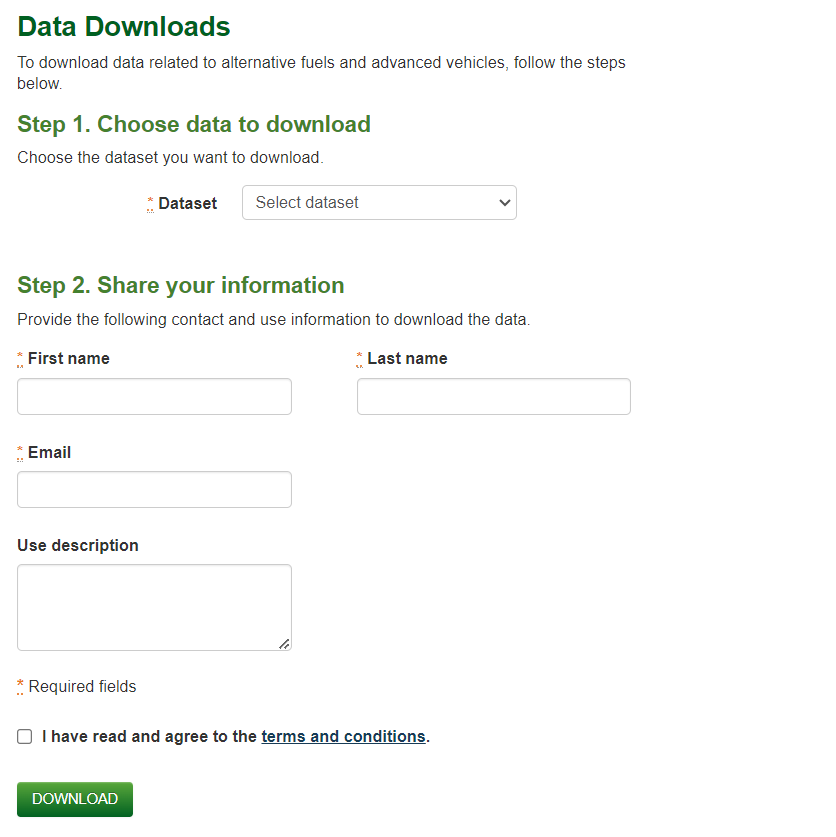 Data Downloads
To download data related to alternative fuels and advanced vehicles, follow the steps
below.
Step 1. Choose data to download
Choose the dataset you want to download.
* Dataset
Select dataset
Step 2. Share your information
Provide the following contact and use information to download the data.
* First name
* Last name
* Email
Use description
* Required fields
I have read and agree to the terms and conditions.
DOWNLOAD